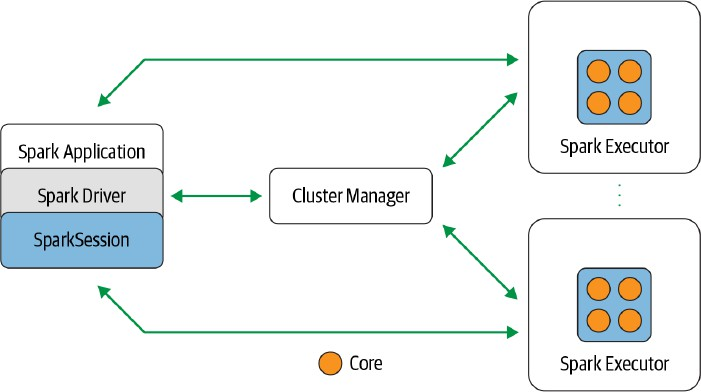 Spark Application
Spark Driver
SparkSession
Cluster Manager
Spark Executor
Spark Executor
Core